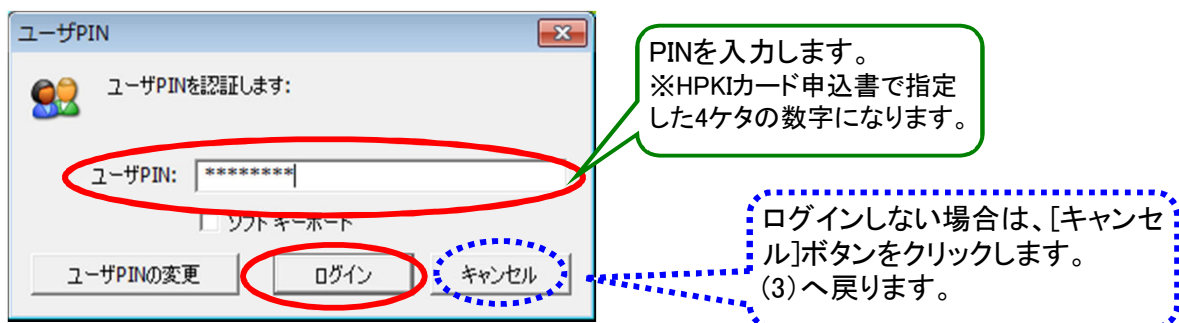 ユーザPIN
ユーザPINを認証します:
ユーザPIN: ********
ソフト キーボード
ユーザPINの変更
ログイン
キャンセル
PINを入力します。
※HPKIカード申込書で指定
した4ケタの数字になります。
ログインしない場合は、[キャンセ
ル]ボタンをクリックします。
(3)へ戻ります。